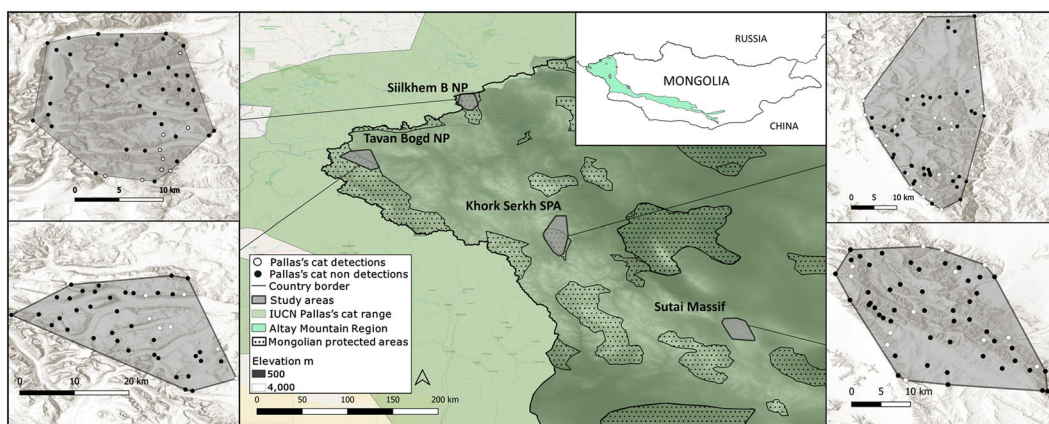 0 5 10 km
0 10 20 km
Siilkhem B NP
Tavan Bogd NP
Khork Serkh SPA
Sutai Massif
RUSSIA
MONGOLIA
CHINA
Pallas's cat detections
Pallas's cat non detections
Country border
Study areas
IUCN Pallas's cat range
Altay Mountain Region
Mongolian protected areas
Elevation m
500
4,000
0 50 100 150 200 km
0 5 10 km
0 5 10 km